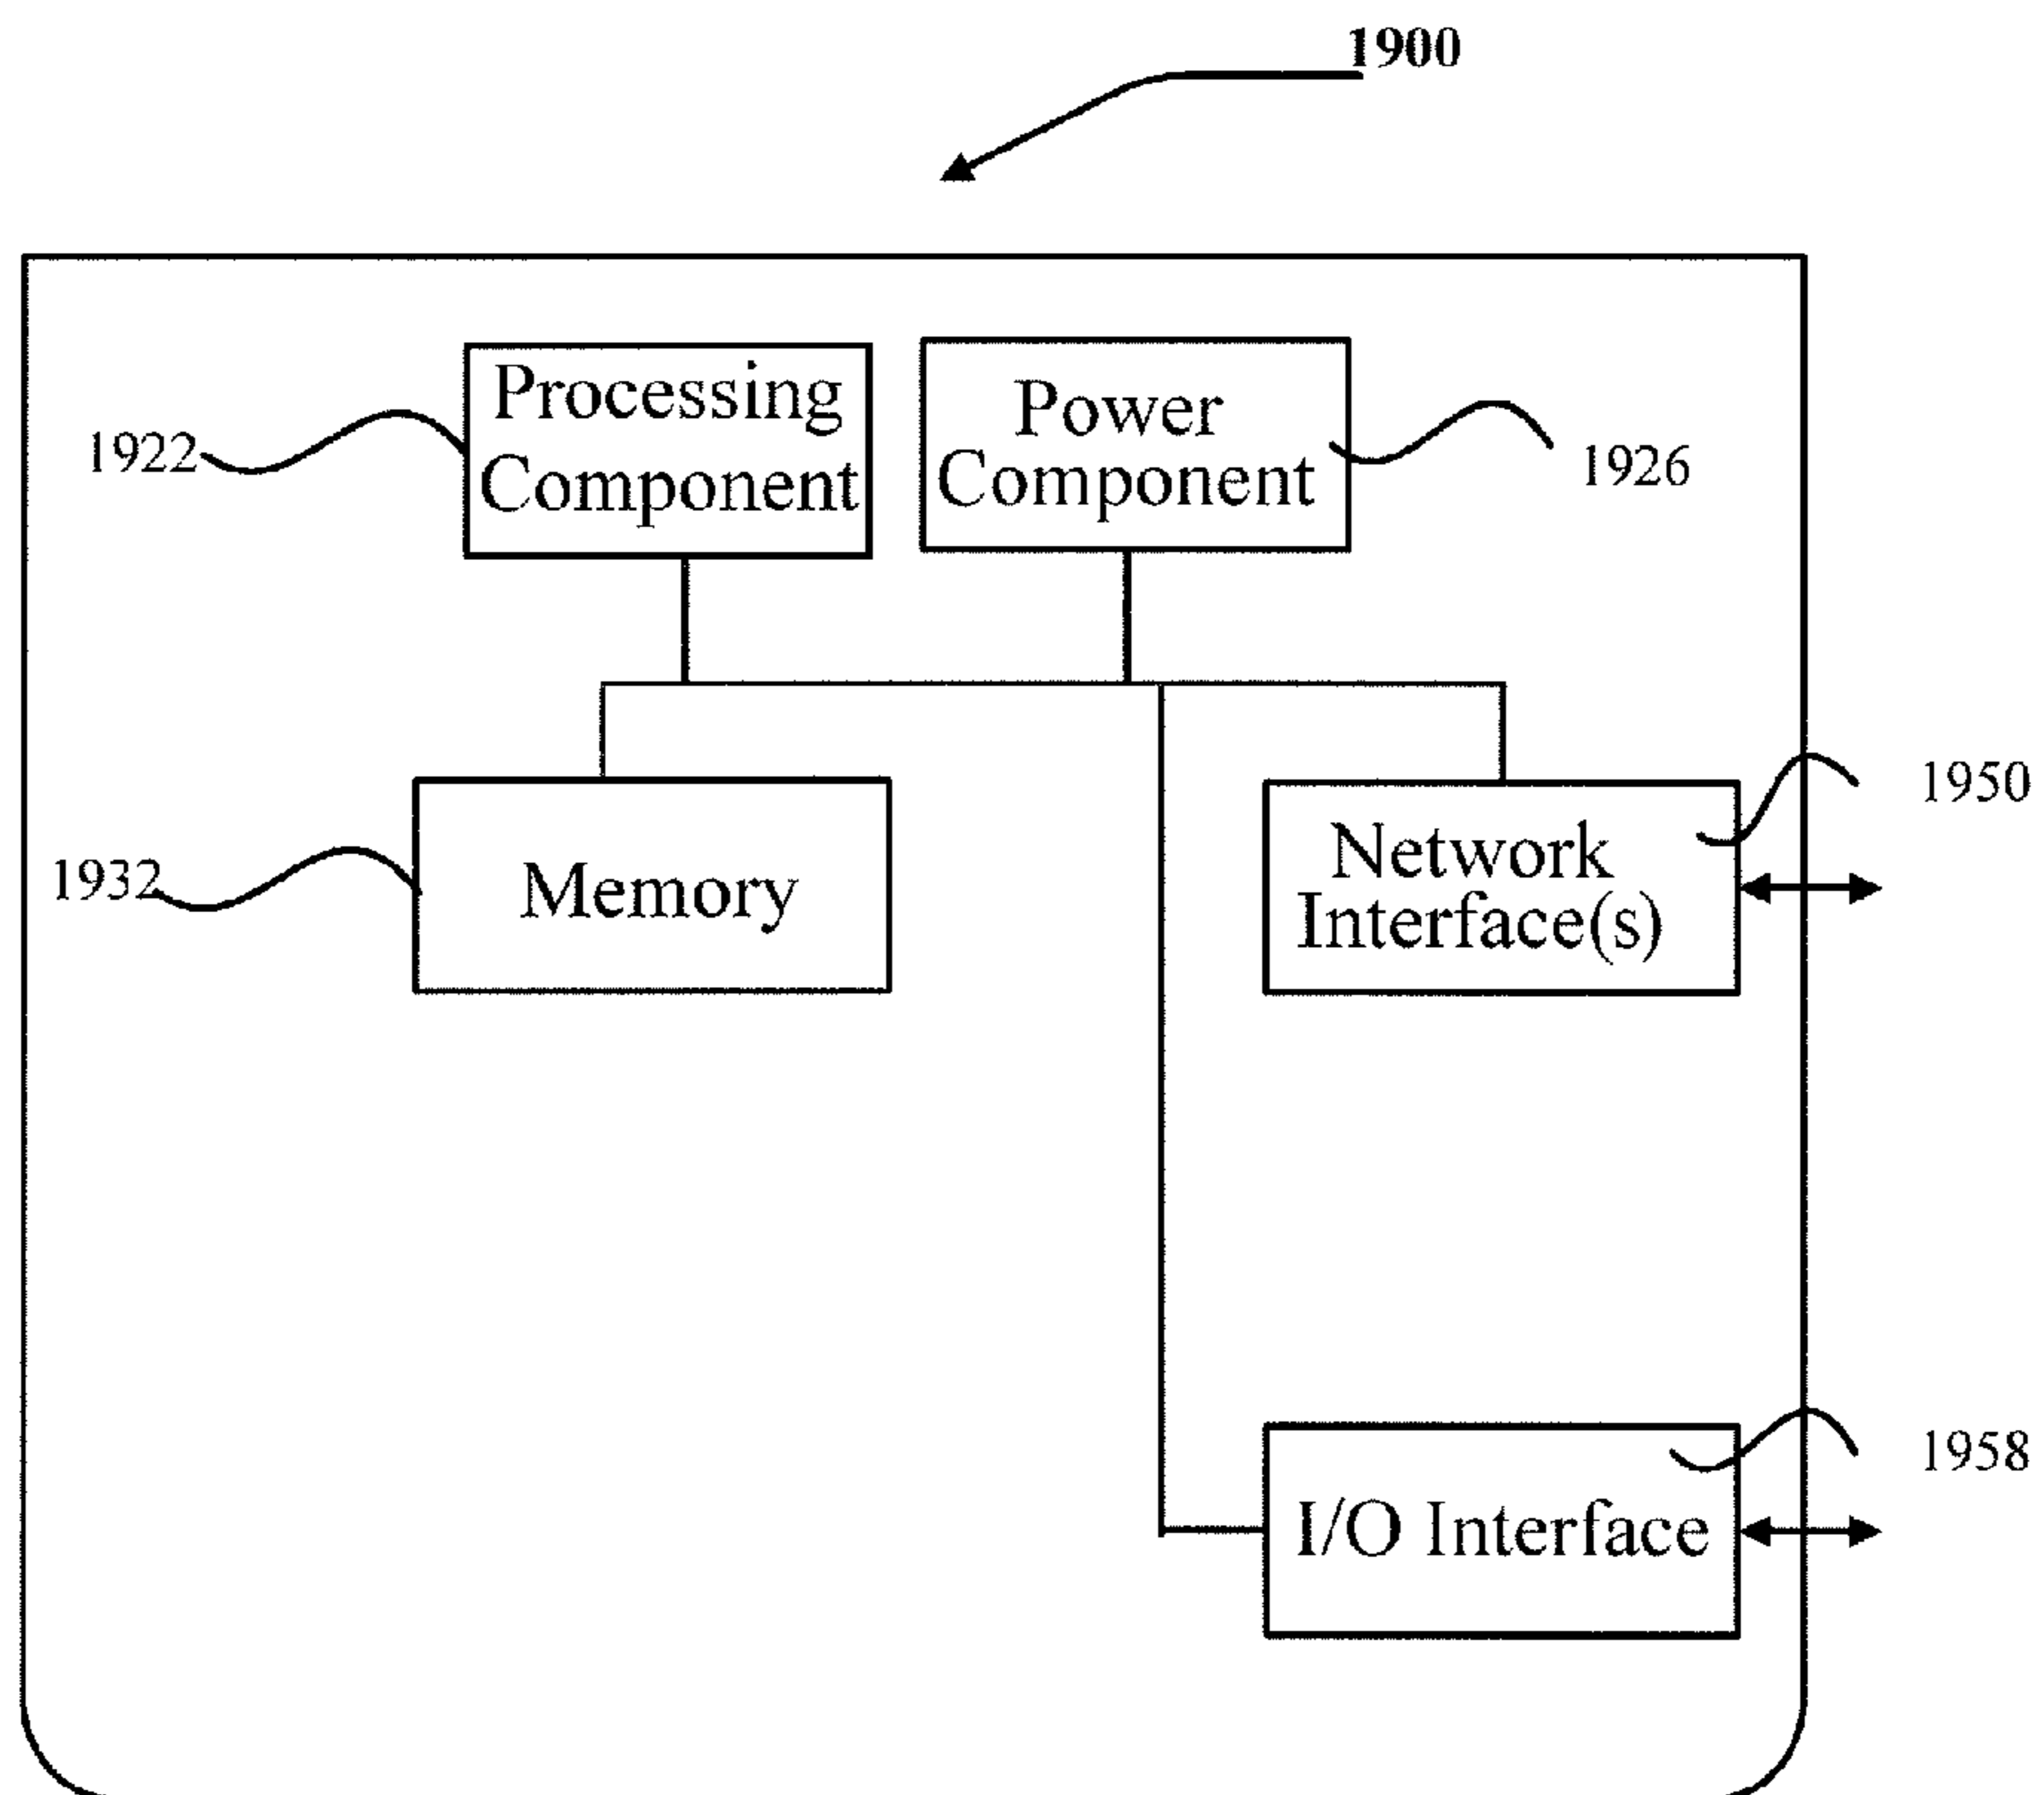 1900
Processing
Component
Power
Component
1922
1926
1950
Network
Interface(s)
1932
Memory
1958
I/O Interface